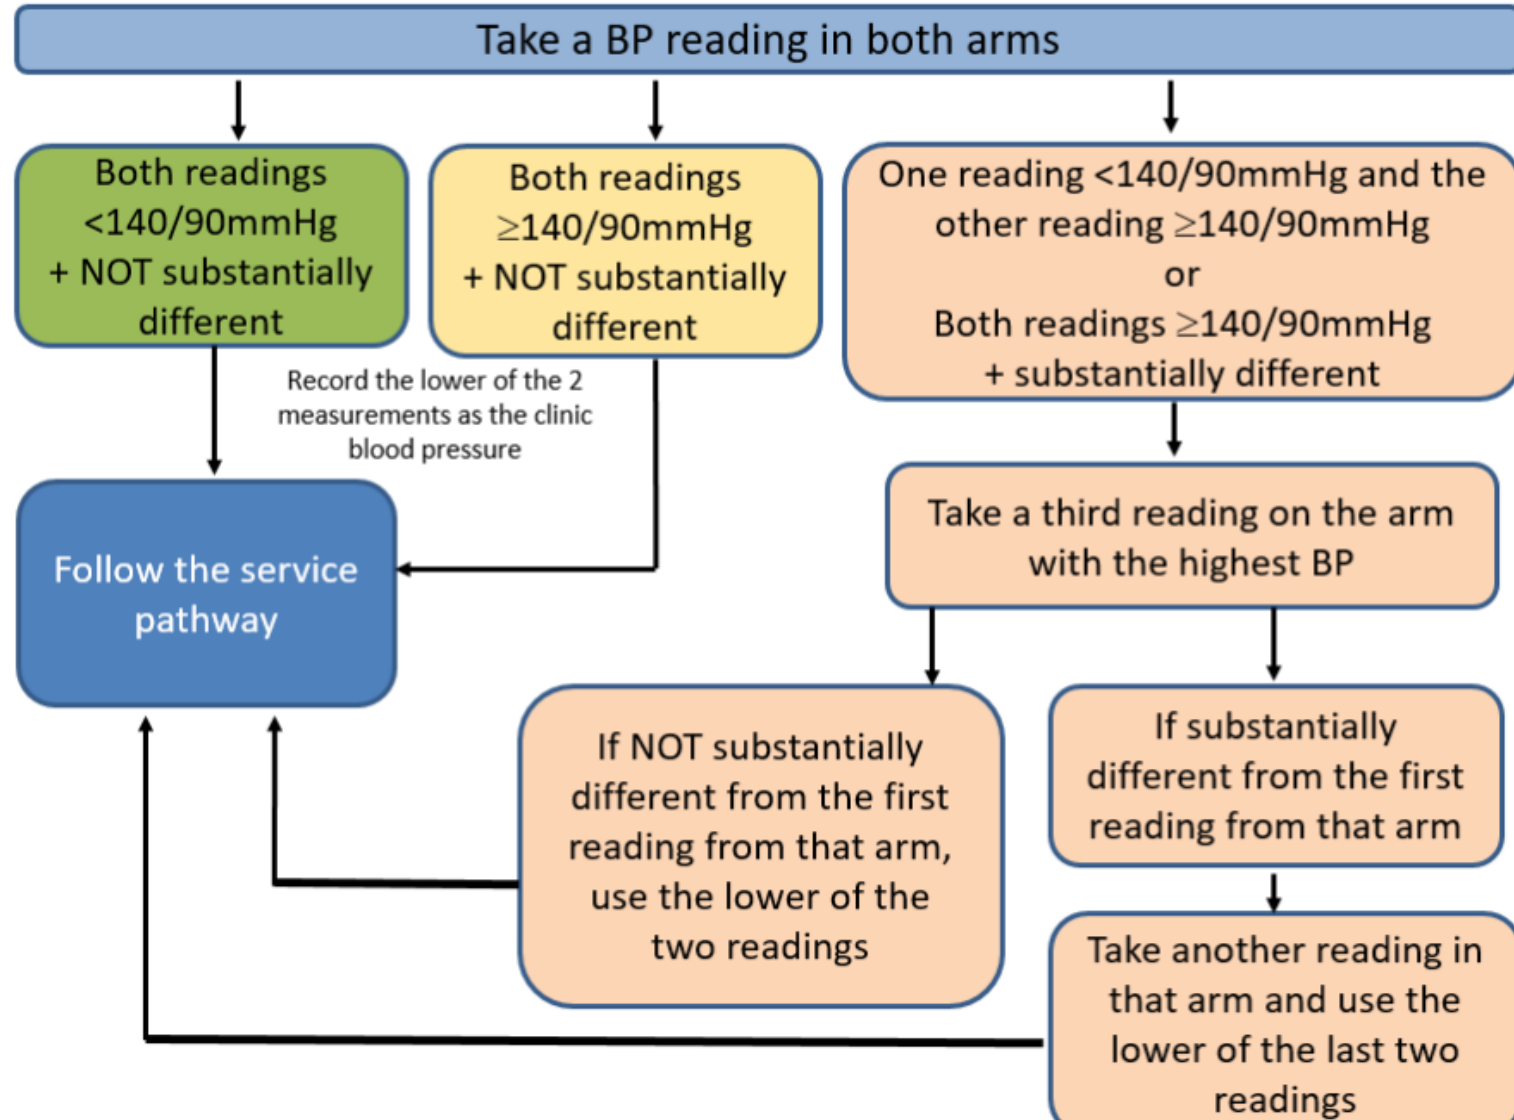 Take a BP reading in both arms
Both readings
<140/90mmHg
+ NOT substantially
different
Both readings
≥140/90mmHg
+ NOT substantially
different
One reading <140/90mmHg and the
other reading ≥140/90mmHg
or
Both readings ≥140/90mmHg
+ substantially different
Record the lower of the 2
measurements as the clinic
blood pressure
Follow the service
pathway
Take a third reading on the arm
with the highest BP
If NOT substantially
different from the first
reading from that arm,
use the lower of the
two readings
If substantially
different from the first
reading from that arm
Take another reading in
that arm and use the
lower of the last two
readings